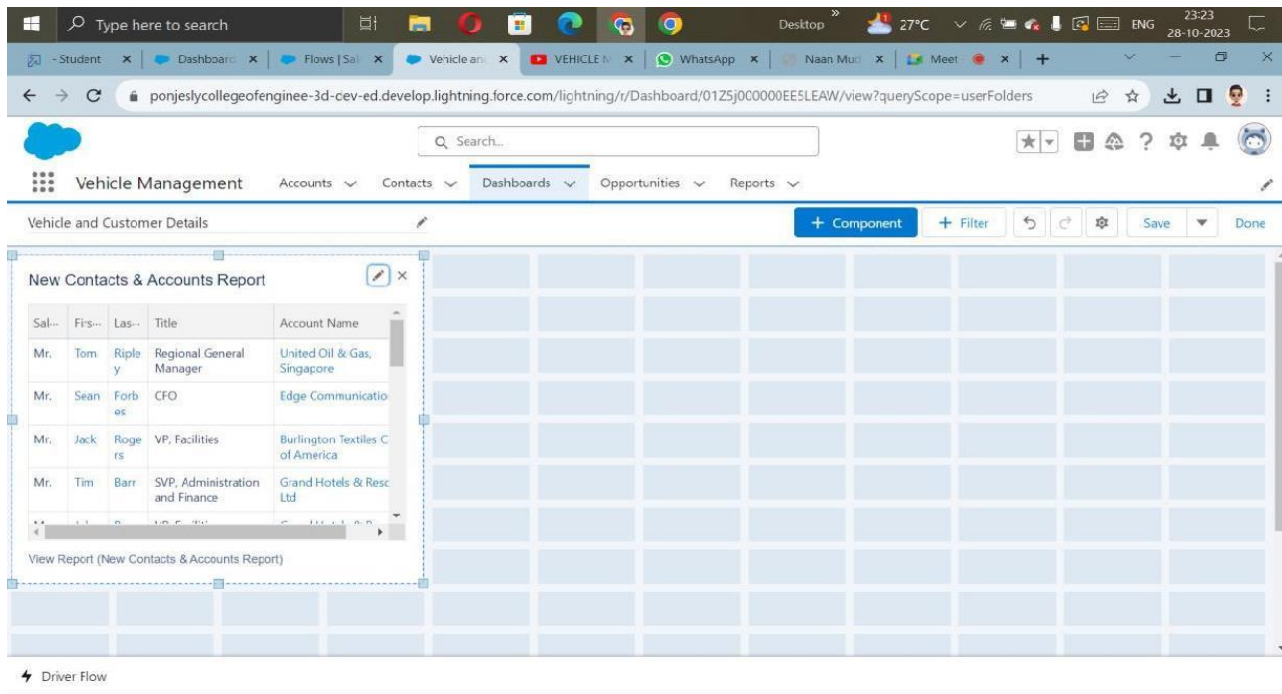 Type here to search
Desktop
»
27°C
ENG
23:23
28-10-2023
- Student
Dashboard
Flows | Sal
Vehicle an
VEHICLE M
WhatsApp
Naan Mud
Meet
ponjeslycollegeofenginee-3d-dev-ed.develop.lightning.force.com/lightning/r/Dashboard/01Z5j000000EE5LEAW/view?queryScope=userFolders
Search...
Vehicle Management
Accounts
Contacts
Dashboards
Opportunities
Reports
Vehicle and Customer Details
+ Component
+ Filter
Save
Done
New Contacts & Accounts Report
Sal... Firs... Las... Title Account Name
Mr. Tom Riple Regional General United Oil & Gas,
y Manager Singapore
Mr. Sean Forb CFO Edge Communicatio
es
Mr. Jack Roge VP, Facilities Burlington Textiles C
rs of America
Mr. Tim Barr SVP, Administration Grand Hotels & Reso
and Finance Ltd
View Report (New Contacts & Accounts Report)
Driver Flow